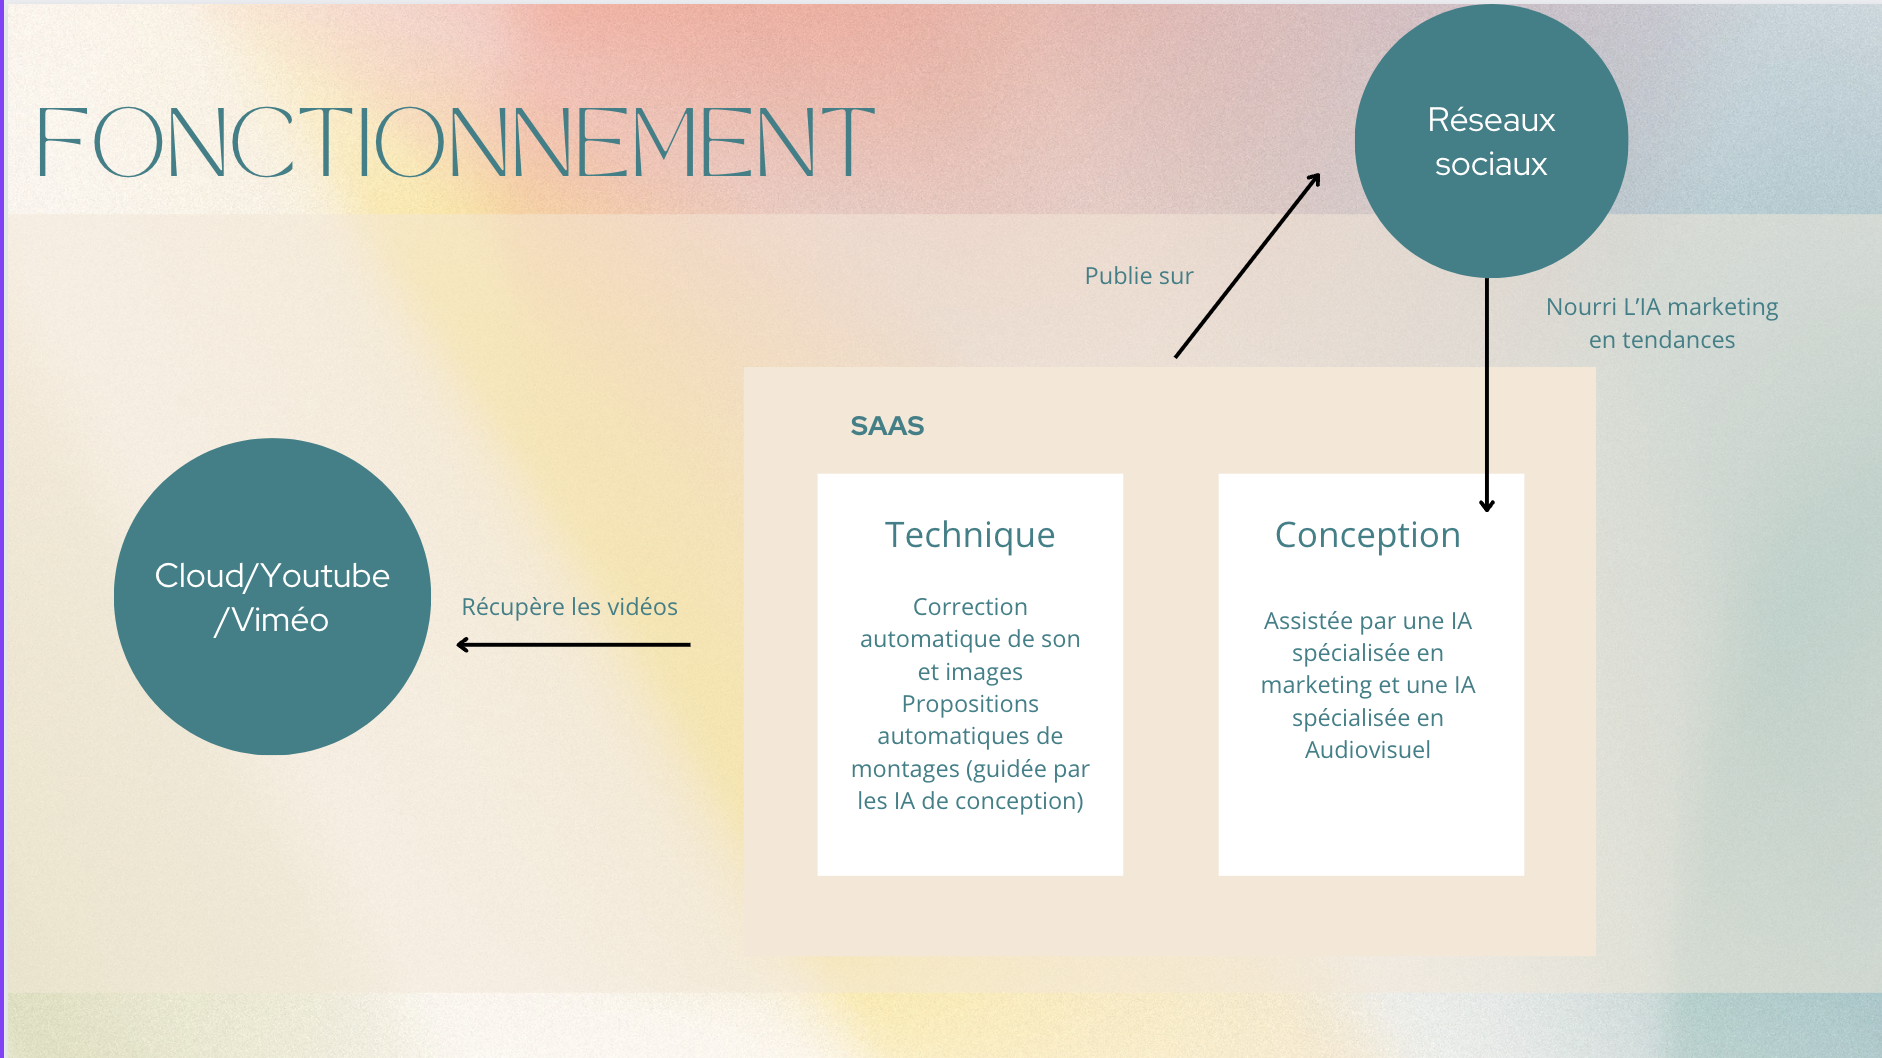 FONCTIONNEMENT
Réseaux
sociaux
Publie sur
Nourri L’IA marketing
en tendances
SAAS
Cloud/Youtube
/Viméo
Récupère les vidéos
Technique
Correction
automatique de son
et images
Propositions
automatiques de
montages (guidée par
les IA de conception)
Conception
Assistée par une IA
spécialisée en
marketing et une IA
spécialisée en
Audiovisuel